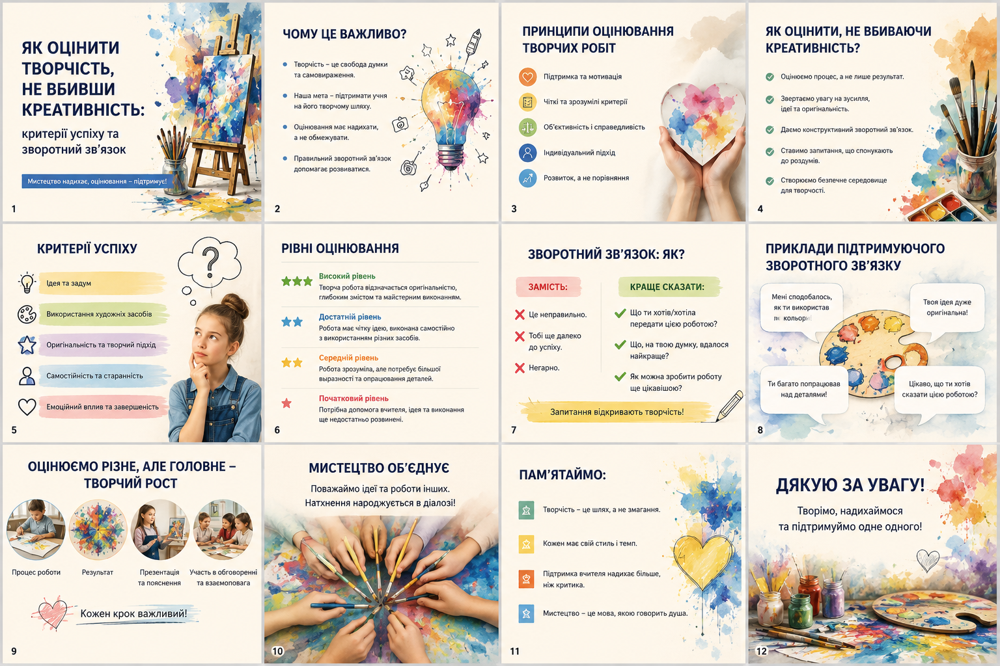 ЯК ОЦІНИТИ
ТВОРЧІСТЬ,
НЕ ВБИВШИ
КРЕАТИВНІСТЬ:
критерії успіху та
зворотний зв’язок
Мистецтво надихає, оцінювання – підтримує!
1
ЧОМУ ЦЕ ВАЖЛИВО?
Творчість – це свобода думки
та самовираження.
Наша мета – підтримати учня
на його творчому шляху.
Оцінювання має надихати,
а не обмежувати.
Правильний зворотний зв’язок
допомагає розвиватися.
2
ПРИНЦИПИ ОЦІНЮВАННЯ
ТВОРЧИХ РОБІТ
Підтримка та мотивація
Чіткі та зрозумілі критерії
Об’єктивність і справедливість
Індивідуальний підхід
Розвиток, а не порівняння
3
ЯК ОЦІНИТИ, НЕ ВБИВАЮЧИ
КРЕАТИВНІСТЬ?
Оцінюємо процес, а не лише результат.
Звертаємо увагу на зусилля,
ідеї та оригінальність.
Даємо конструктивний зворотний зв’язок.
Ставимо запитання, що спонукають
до роздумів.
Створюємо безпечне середовище
для творчості.
4
КРИТЕРІЇ УСПІХУ
?
Ідея та задум
Використання художніх засобів
Оригінальність та творчий підхід
Самостійність та старанність
Емоційний вплив та завершеність
5
РІВНІ ОЦІНЮВАННЯ
Високий рівень
Творча робота відзначається оригінальністю,
глибоким змістом та майстерним виконанням.
Достатній рівень
Робота має чітку ідею, виконана самостійно
з використанням різних засобів.
Середній рівень
Робота зрозуміла, але потребує більшої
виразності та опрацювання деталей.
Початковий рівень
Потрібна допомога вчителя, ідея та виконання
ще недостатньо розвинені.
6
ЗВОРОТНИЙ ЗВ’ЯЗОК: ЯК?
ЗАМІСТЬ:
Це неправильно.
Тобі ще далеко
до успіху.
Негарно.
КРАЩЕ СКАЗАТИ:
Що ти хотів/хотіла
передати цією роботою?
Що, на твою думку, вдалося
найкраще?
Як можна зробити роботу
ще цікавішою?
Запитання відкривають творчість!
7
ПРИКЛАДИ ПІДТРИМУЮЧОГО
ЗВОРОТНОГО ЗВ’ЯЗКУ
Мені сподобалось,
як ти використав
кольори!
Твоя ідея дуже
оригінальна!
Ти багато попрацював
над деталями!
Цікаво, що ти хотів
сказати цією роботою?
8
ОЦІНЮЄМО РІЗНЕ, АЛЕ ГОЛОВНЕ –
ТВОРЧИЙ РОСТ
Процес роботи
Результат
Презентація
та пояснення
Участь в обговоренні
та взаємоповага
Кожен крок важливий!
9
МИСТЕЦТВО ОБ’ЄДНУЄ
Поважаймо ідеї та роботи інших.
Натхнення народжується в діалозі!
10
ПАМ’ЯТАЙМО:
Творчість – це шлях, а не змагання.
Кожен має свій стиль і темп.
Підтримка вчителя надихає більше,
ніж критика.
Мистецтво – це мова, якою говорить душа.
11
ДЯКУЮ ЗА УВАГУ!
Творімо, надихаймося
та підтримуймо одне одного!
12